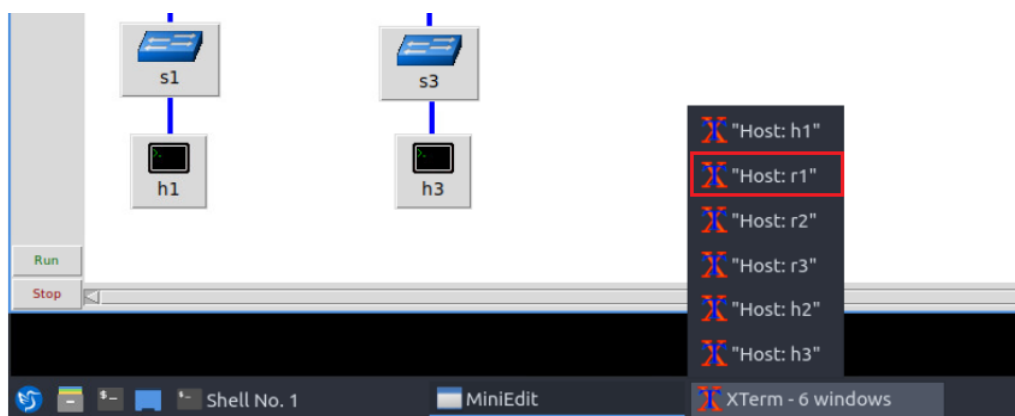 s1
s3
h1
h3
"Host: h1"
"Host: r1"
"Host: r2"
"Host: r3"
"Host: h2"
"Host: h3"
Run
Stop
Shell No. 1
MiniEdit
XTerm - 6 windows